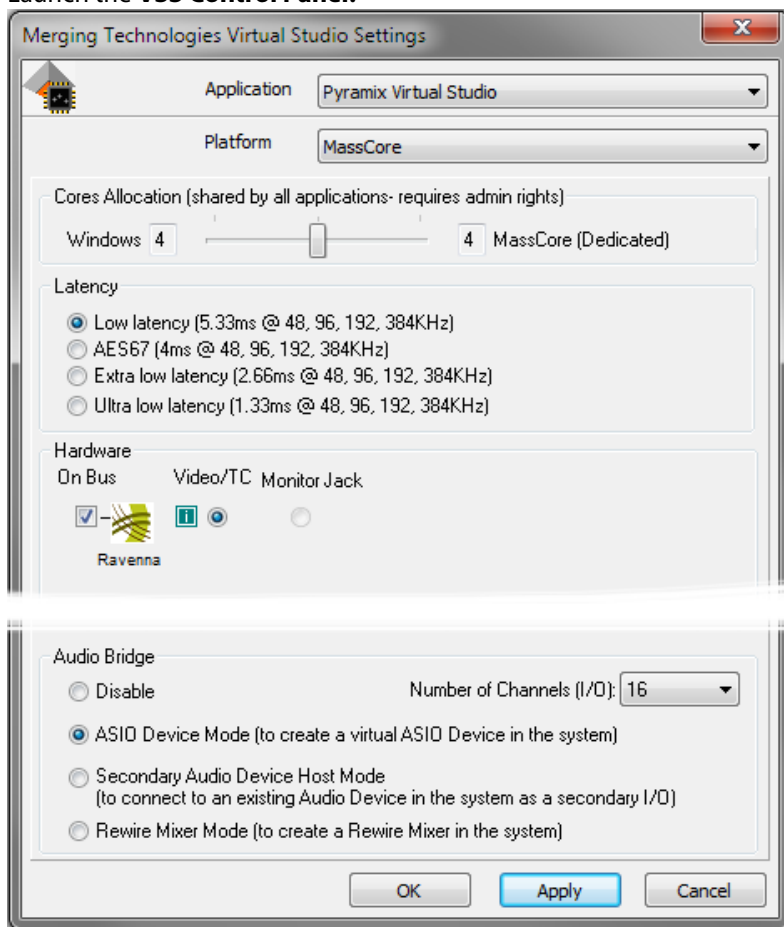 Launch the VS3 Control Panel.
Merging Technologies Virtual Studio Settings
Application Pyramix Virtual Studio
Platform MassCore
Cores Allocation (shared by all applications- requires admin rights)
Windows 4 4 MassCore (Dedicated)
Latency
Low latency (5.33ms @ 48, 96, 192, 384KHz)
AES67 (4ms @ 48, 96, 192, 384KHz)
Extra low latency (2.66ms @ 48, 96, 192, 384KHz)
Ultra low latency (1.33ms @ 48, 96, 192, 384KHz)
Hardware
On Bus Video/TC Monitor Jack
i
Ravenna
Audio Bridge
Disable Number of Channels (I/O): 16
ASIO Device Mode (to create a virtual ASIO Device in the system)
Secondary Audio Device Host Mode
(to connect to an existing Audio Device in the system as a secondary I/O)
Rewire Mixer Mode (to create a Rewire Mixer in the system)
OK Apply Cancel